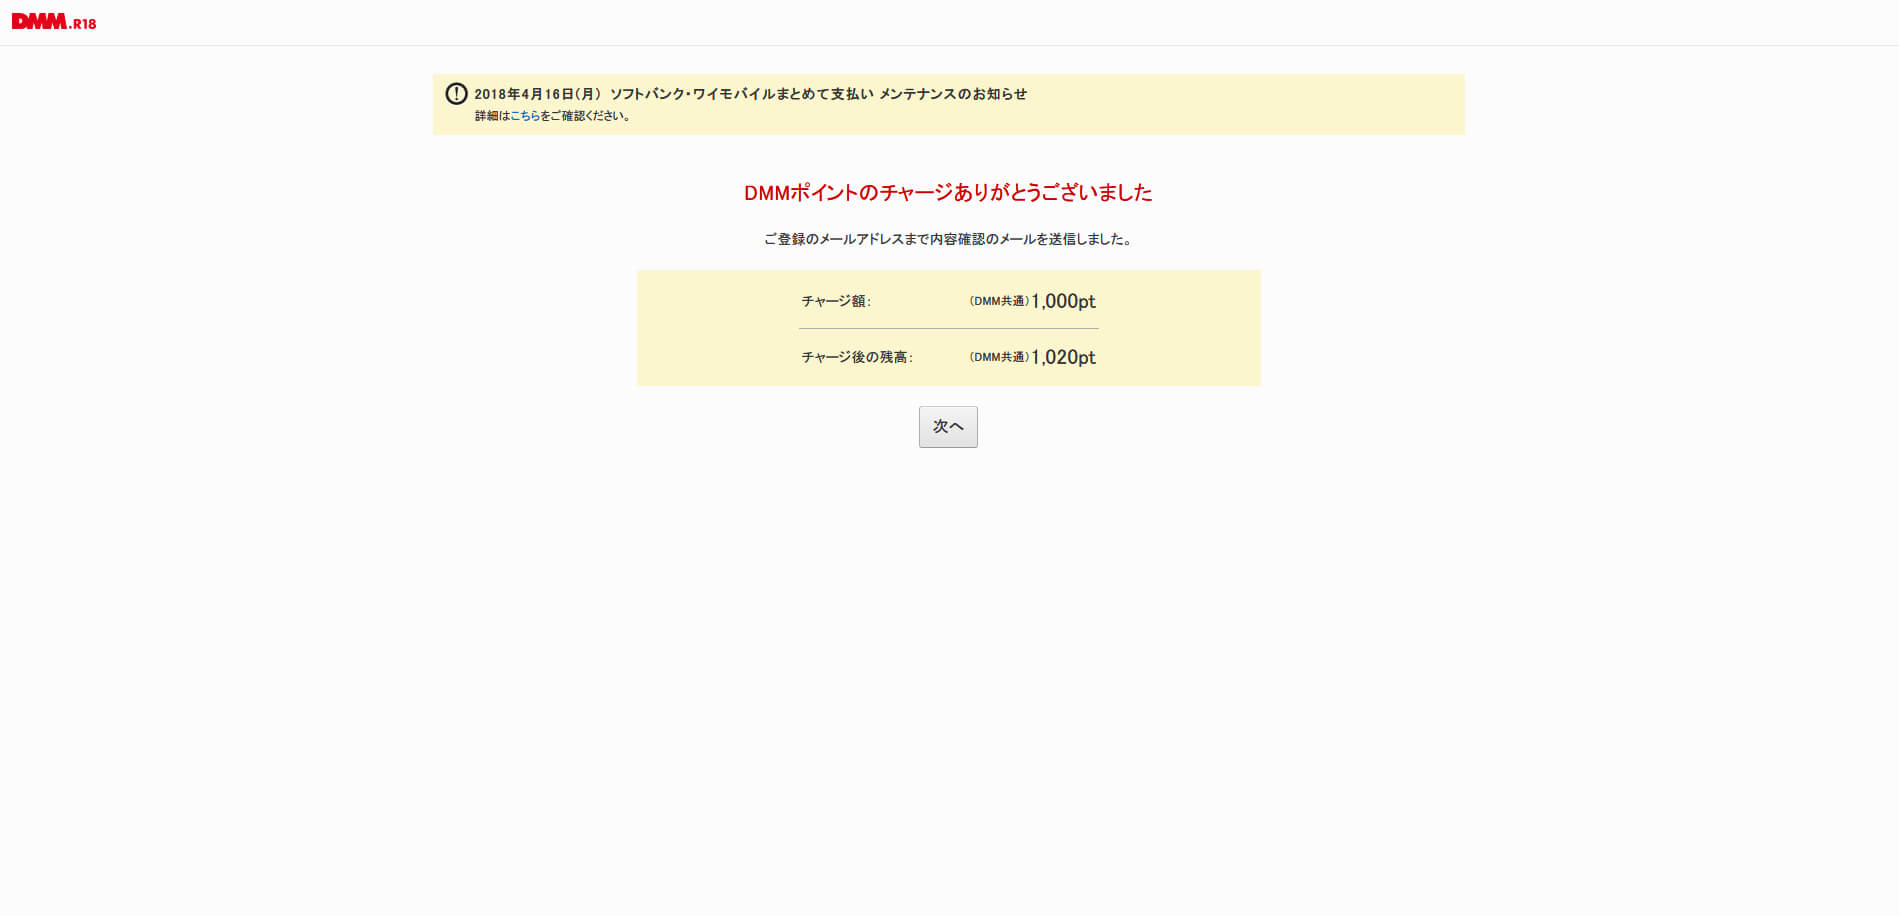 DMM.R18
2018年4月16日(月) ソフトバンク・ワイモバイルまとめて支払い メンテナンスのお知らせ
詳細はこちらをご確認ください。
DMMポイントのチャージありがとうございました
ご登録のメールアドレスまで内容確認のメールを送信しました。
チャージ額: (DMM共通)1,000pt
チャージ後の残高: (DMM共通)1,020pt
次へ